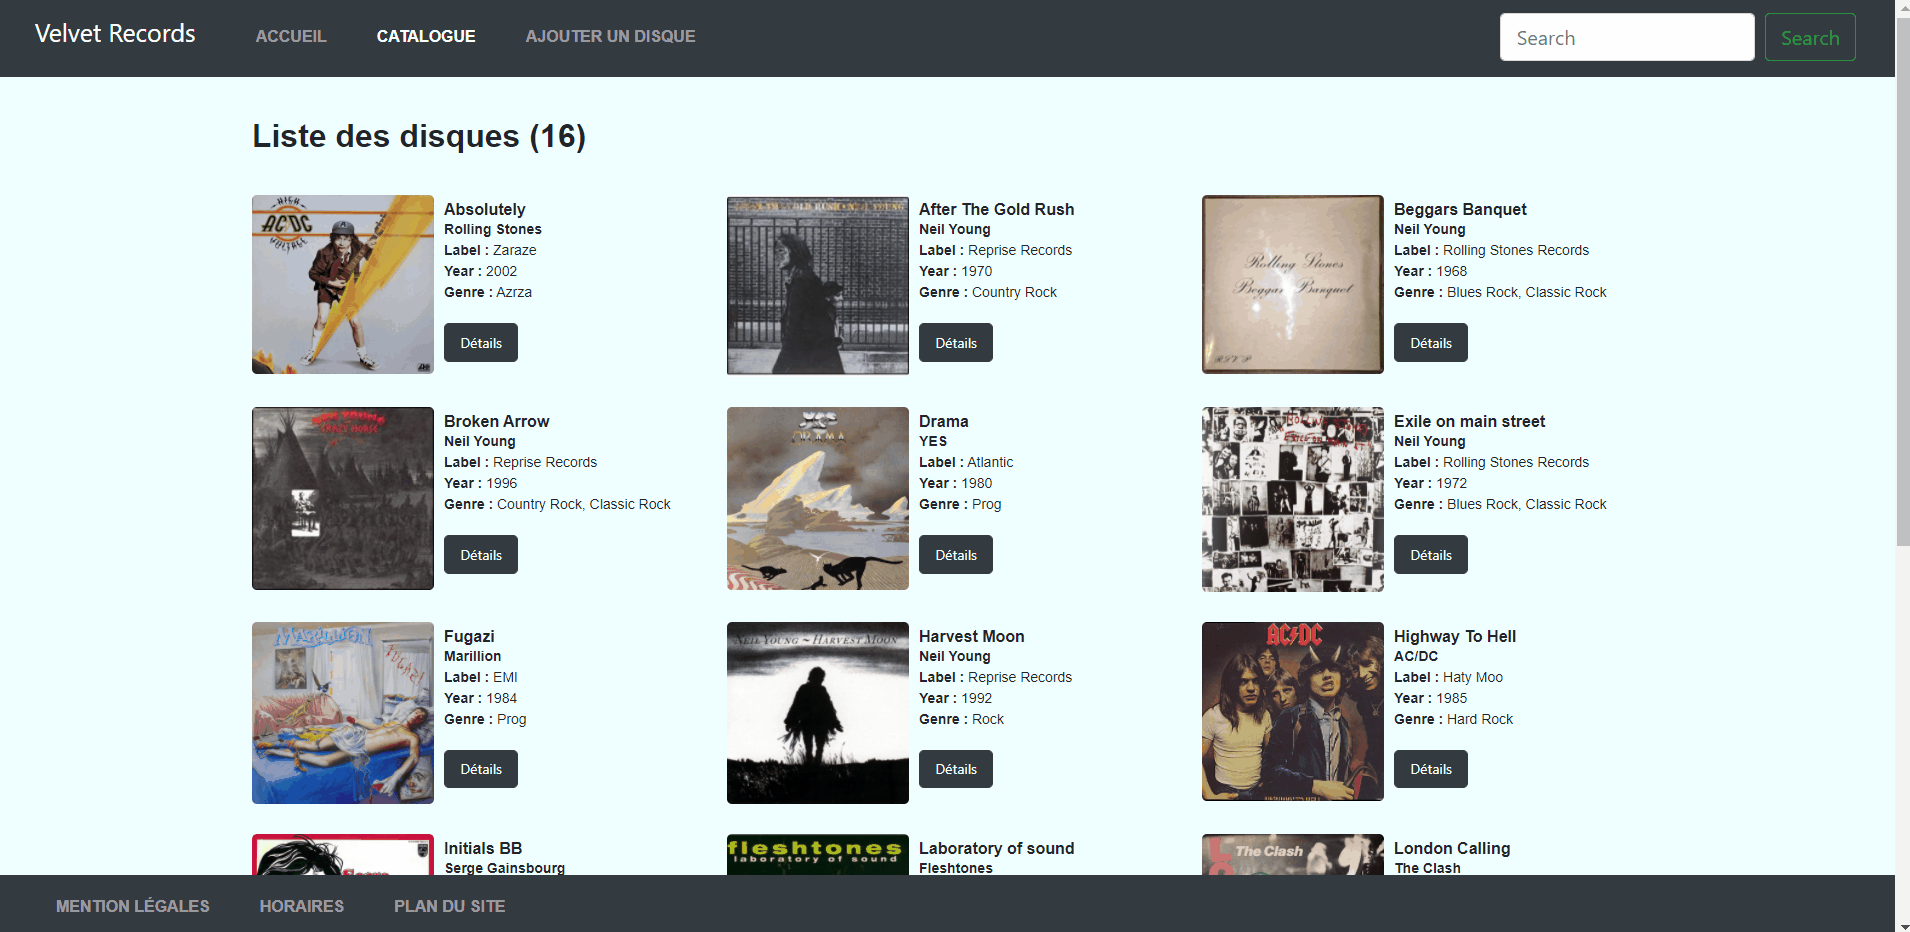 Velvet Records ACCUEIL CATALOGUE AJOUTER UN DISQUE Search Search
Liste des disques (16)
HIGH
AC/DC
VOLTAGE
Absolutely
Rolling Stones
Label : Zaraze
Year : 2002
Genre : Azrza
Détails
After The Gold Rush
Neil Young
Label : Reprise Records
Year : 1970
Genre : Country Rock
Détails
Rolling Stones
Beggars Banquet
R.S.V.P.
Beggars Banquet
Neil Young
Label : Rolling Stones Records
Year : 1968
Genre : Blues Rock, Classic Rock
Détails
CRAZY HORSE
Broken Arrow
Neil Young
Label : Reprise Records
Year : 1996
Genre : Country Rock, Classic Rock
Détails
YES
DRAMA
Drama
YES
Label : Atlantic
Year : 1980
Genre : Prog
Détails
Exile on main street
Neil Young
Label : Rolling Stones Records
Year : 1972
Genre : Blues Rock, Classic Rock
Détails
MARILLION
FUGAZI
Fugazi
Marillion
Label : EMI
Year : 1984
Genre : Prog
Détails
NEIL YOUNG ~ HARVEST MOON
Harvest Moon
Neil Young
Label : Reprise Records
Year : 1992
Genre : Rock
Détails
AC/DC
HIGHWAY TO HELL
Highway To Hell
AC/DC
Label : Haty Moo
Year : 1985
Genre : Hard Rock
Détails
Initials BB
Serge Gainsbourg
fleshtones
laboratory of sound
Laboratory of sound
Fleshtones
The Clash
London Calling
The Clash
MENTION LÉGALES HORAIRES PLAN DU SITE